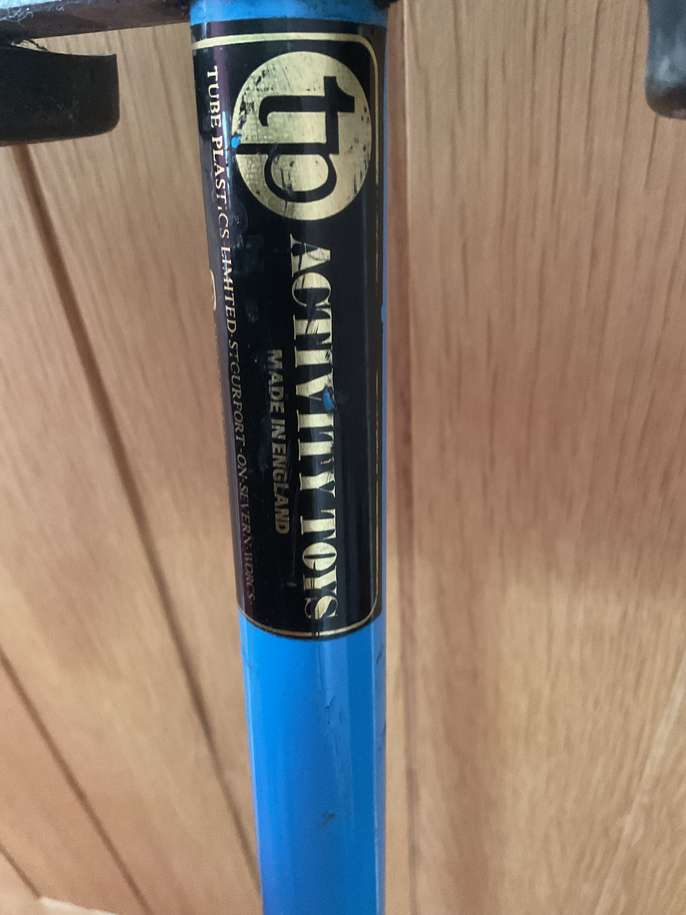 tp
ACTIVITY TOYS
MADE IN ENGLAND
TUBE PLASTICS LIMITED·STOURPORT-ON-SEVERN·WORCS·